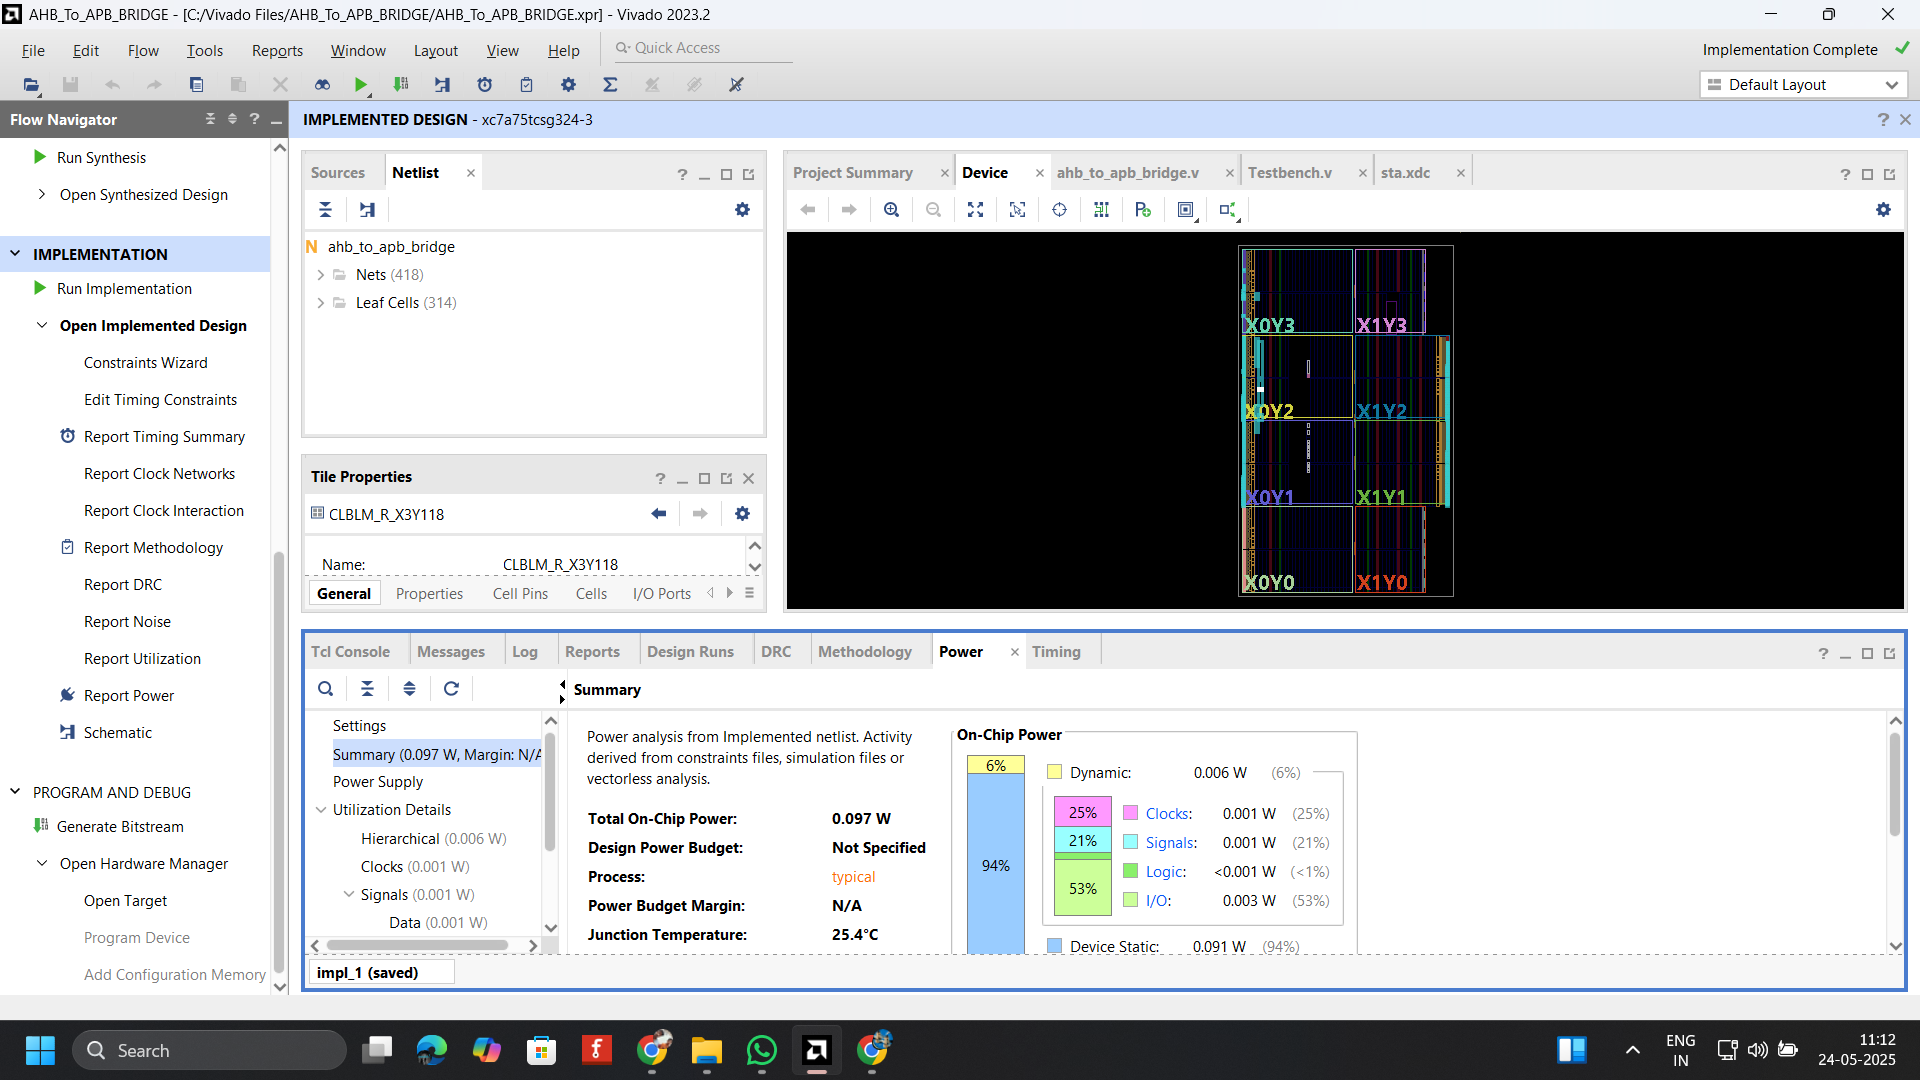 AHB_To_APB_BRIDGE - [C:/Vivado Files/AHB_To_APB_BRIDGE/AHB_To_APB_BRIDGE.xpr] - Vivado 2023.2
File Edit Flow Tools Reports Window Layout View Help Quick Access
Implementation Complete
Default Layout
Flow Navigator
IMPLEMENTED DESIGN - xc7a75tcsg324-3
Run Synthesis
Open Synthesized Design
IMPLEMENTATION
Run Implementation
Open Implemented Design
Constraints Wizard
Edit Timing Constraints
Report Timing Summary
Report Clock Networks
Report Clock Interaction
Report Methodology
Report DRC
Report Noise
Report Utilization
Report Power
Schematic
PROGRAM AND DEBUG
Generate Bitstream
Open Hardware Manager
Open Target
Program Device
Add Configuration Memory
Sources Netlist
N ahb_to_apb_bridge
Nets (418)
Leaf Cells (314)
Tile Properties
CLBLM_R_X3Y118
Name: CLBLM_R_X3Y118
General Properties Cell Pins Cells I/O Ports
Project Summary Device ahb_to_apb_bridge.v Testbench.v sta.xdc
X0Y3 X1Y3
X0Y2 X1Y2
X0Y1 X1Y1
X0Y0 X1Y0
Tcl Console Messages Log Reports Design Runs DRC Methodology Power Timing
Summary
Settings
Summary (0.097 W, Margin: N/A
Power Supply
Utilization Details
Hierarchical (0.006 W)
Clocks (0.001 W)
Signals (0.001 W)
Data (0.001 W)
Power analysis from Implemented netlist. Activity
derived from constraints files, simulation files or
vectorless analysis.
Total On-Chip Power: 0.097 W
Design Power Budget: Not Specified
Process: typical
Power Budget Margin: N/A
Junction Temperature: 25.4°C
On-Chip Power
6%
94%
Dynamic: 0.006 W (6%)
25%
21%
53%
Clocks: 0.001 W (25%)
Signals: 0.001 W (21%)
Logic: <0.001 W (<1%)
I/O: 0.003 W (53%)
Device Static: 0.091 W (94%)
impl_1 (saved)
Search
ENG
IN
11:12
24-05-2025